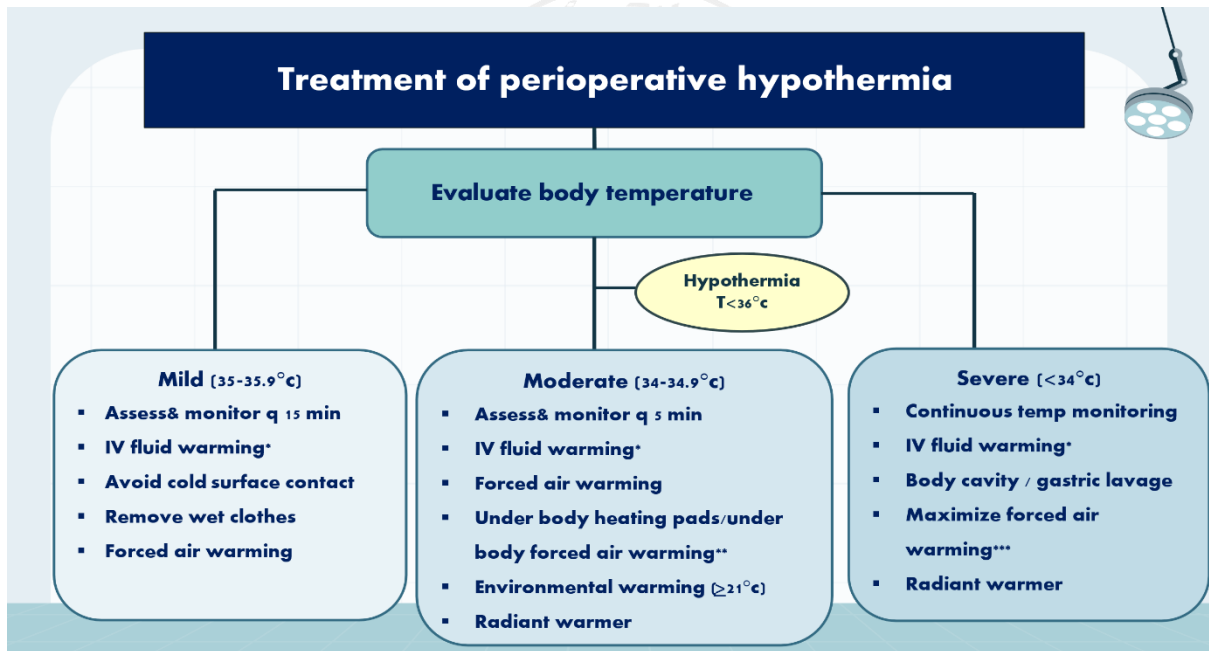 Treatment of perioperative hypothermia
Evaluate body temperature
Hypothermia
T<36°c
Mild (35-35.9°c)
▪ Assess& monitor q 15 min
▪ IV fluid warming*
▪ Avoid cold surface contact
▪ Remove wet clothes
▪ Forced air warming
Moderate (34-34.9°c)
▪ Assess& monitor q 5 min
▪ IV fluid warming*
▪ Forced air warming
▪ Under body heating pads/under
body forced air warming**
▪ Environmental warming (≥21°c)
▪ Radiant warmer
Severe (<34°c)
▪ Continuous temp monitoring
▪ IV fluid warming*
▪ Body cavity / gastric lavage
▪ Maximize forced air
warming***
▪ Radiant warmer